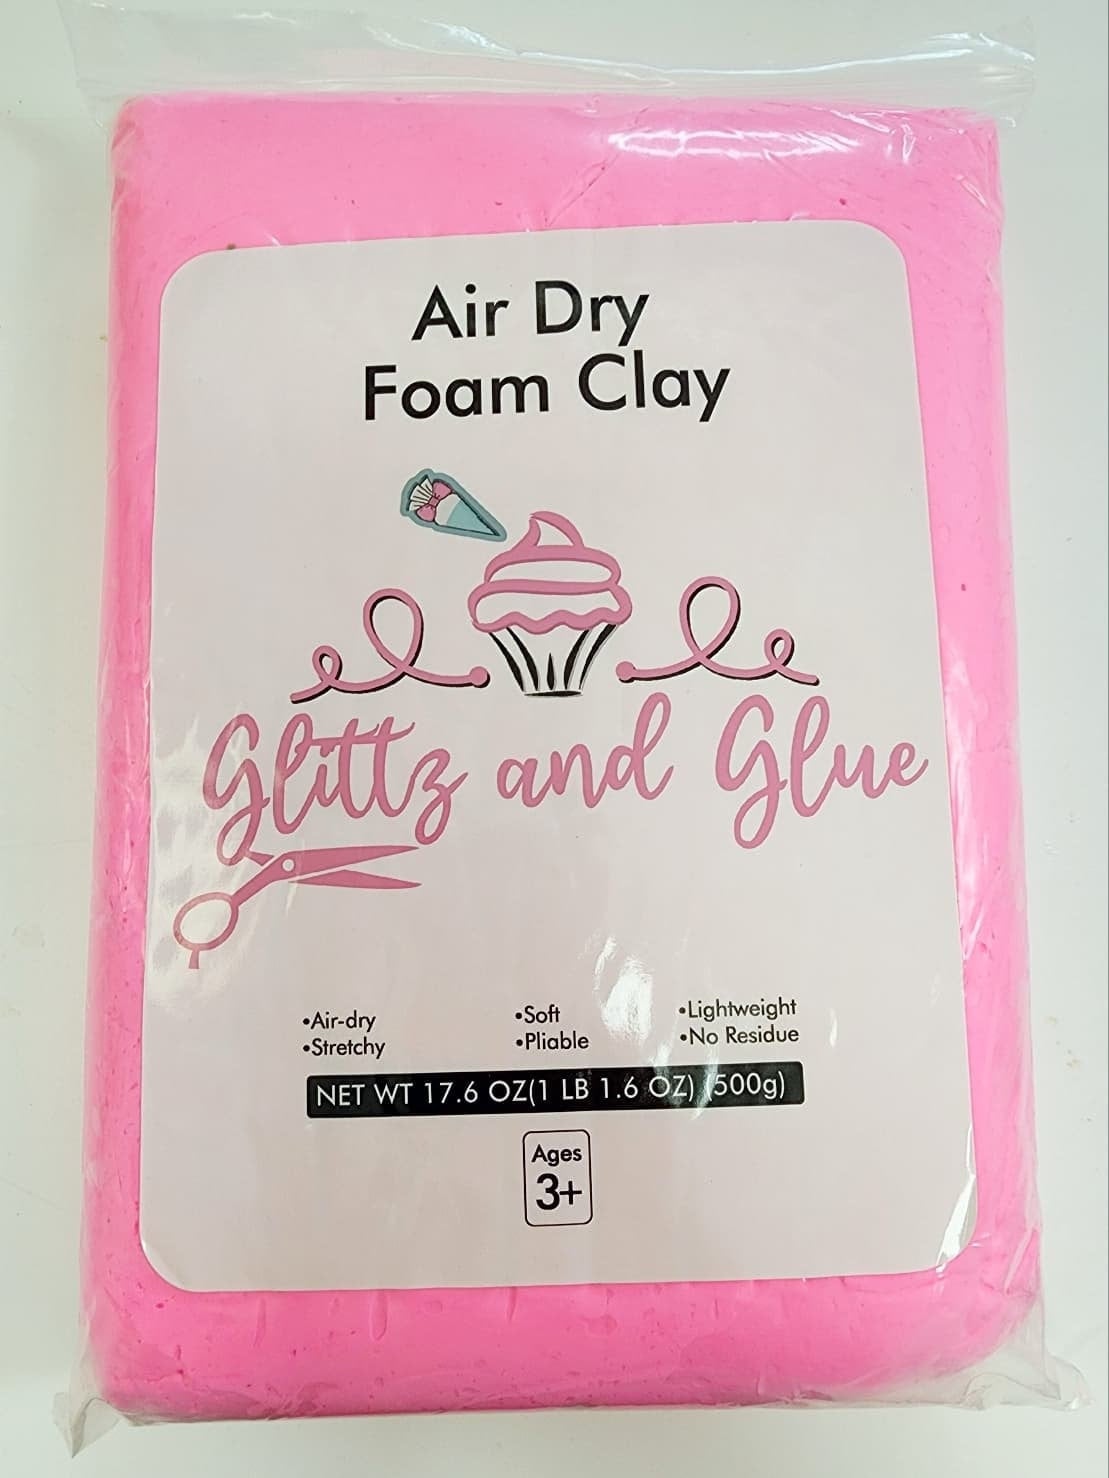 Air Dry
Foam Clay
Glittz and Glue
•Air-dry •Soft •Lightweight
•Stretchy •Pliable •No Residue
NET WT 17.6 OZ(1 LB 1.6 OZ) (500g)
Ages
3+